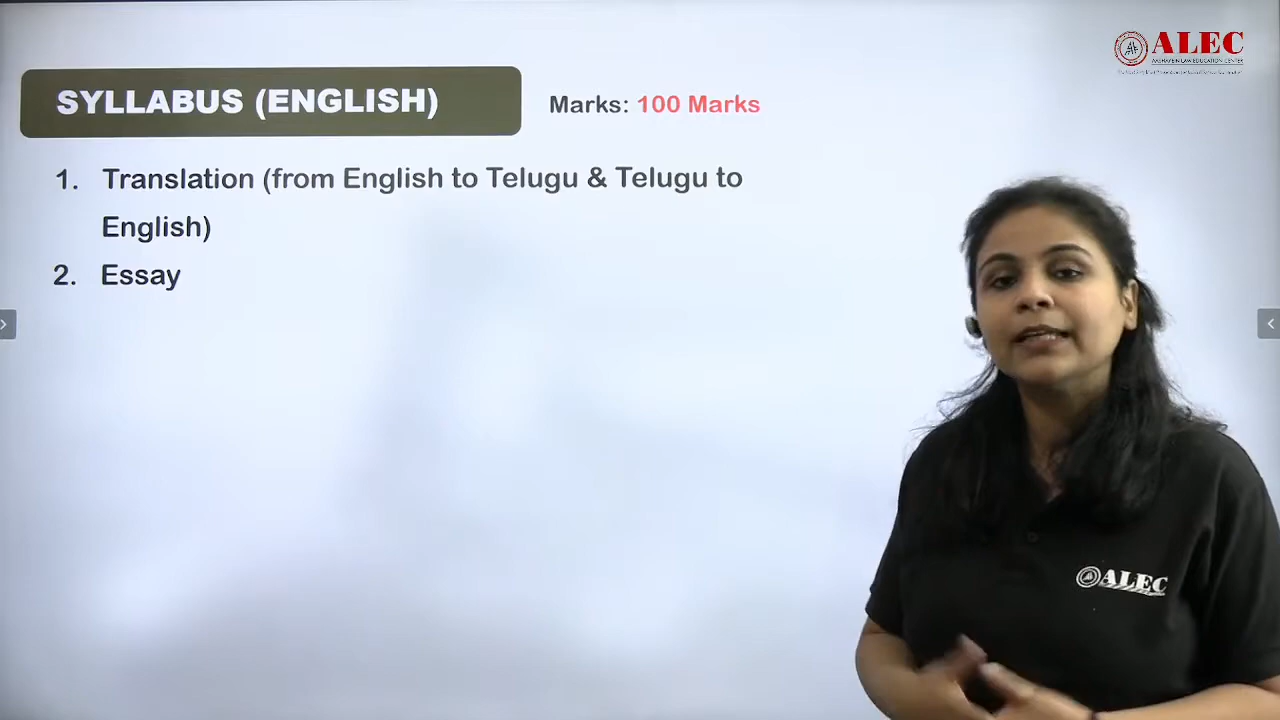 ALEC
SYLLABUS (ENGLISH)
Marks: 100 Marks
1. Translation (from English to Telugu & Telugu to
English)
2. Essay
ALEC